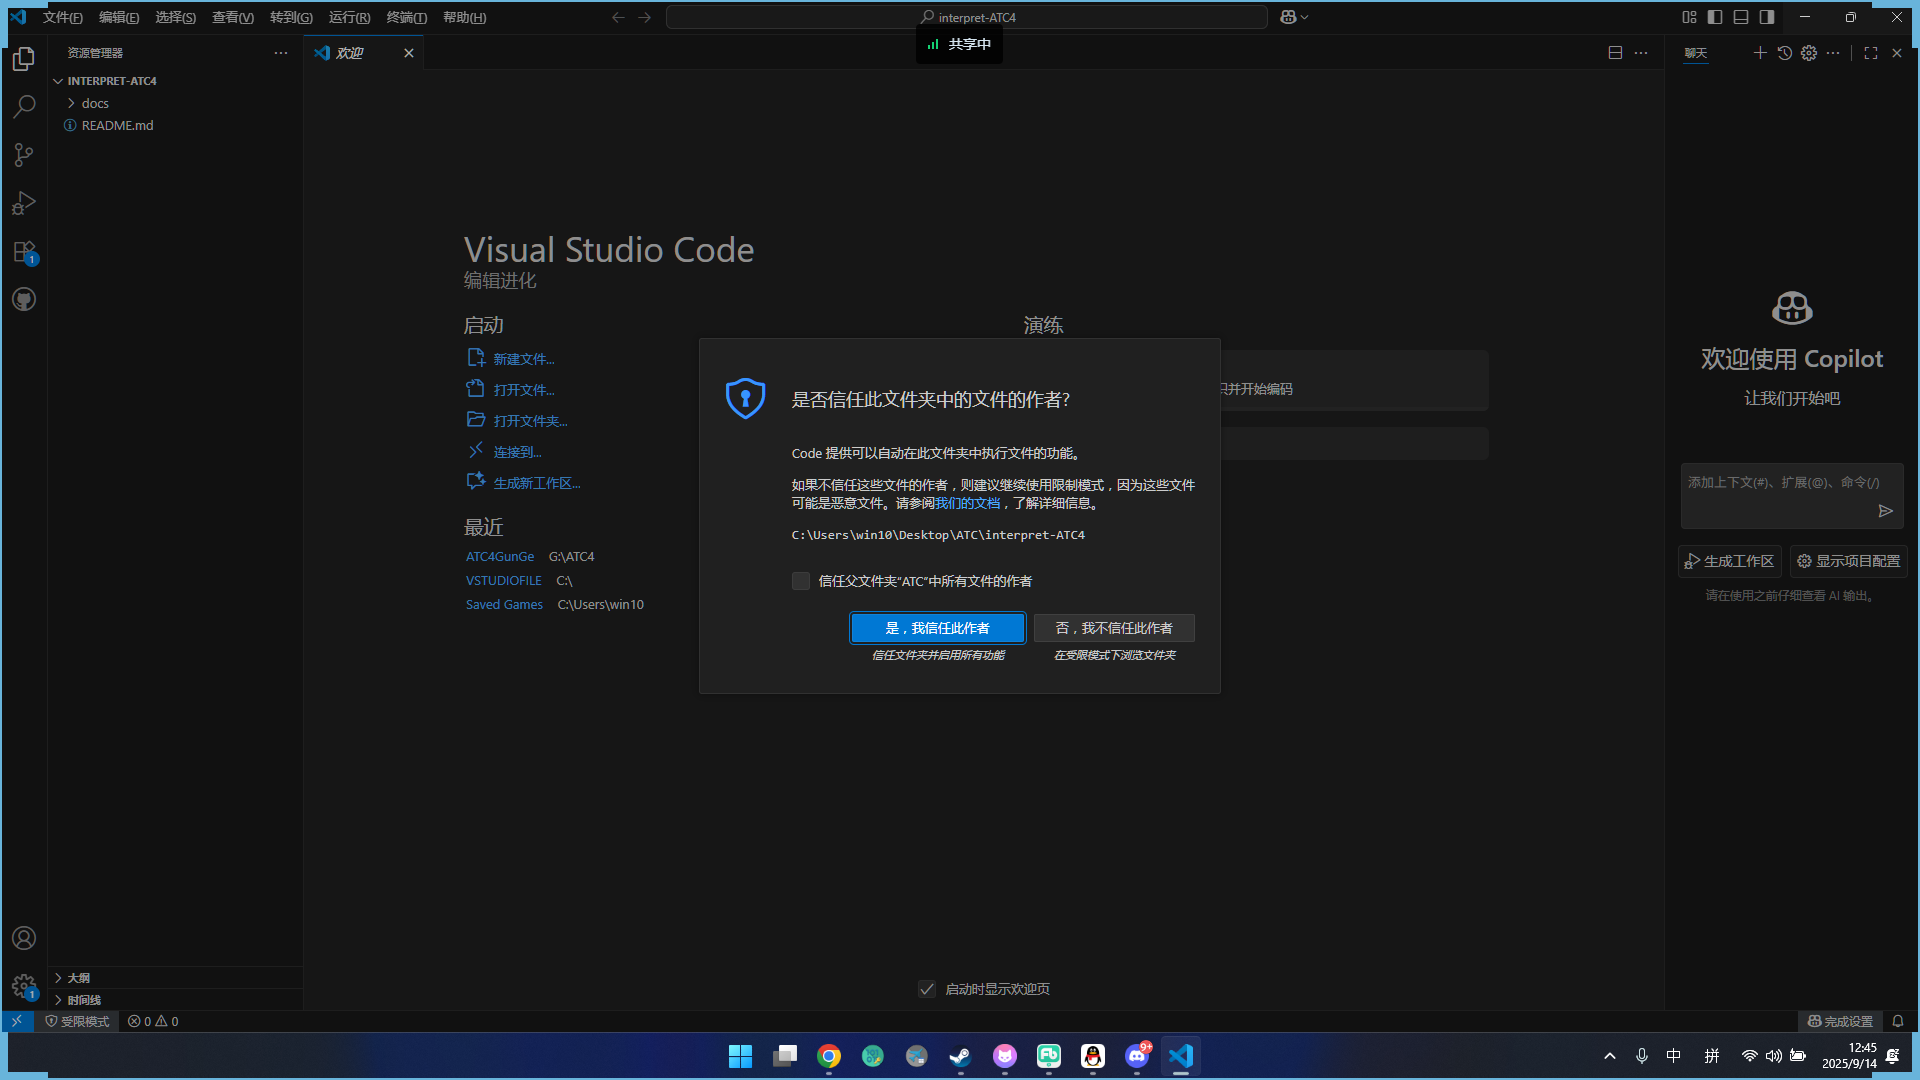 文件(F) 编辑(E) 选择(S) 查看(V) 转到(G) 运行(R) 终端(T) 帮助(H)
interpret-ATC4
共享中
资源管理器
欢迎
聊天
INTERPRET-ATC4
docs
README.md
Visual Studio Code
编辑进化
启动
新建文件...
打开文件...
打开文件夹...
连接到...
生成新工作区...
最近
ATC4GunGe G:\ATC4
VSTUDIOFILE C:\
Saved Games C:\Users\win10
演练
并开始编码
是否信任此文件夹中的文件的作者?
Code 提供可以自动在此文件夹中执行文件的功能。
如果不信任这些文件的作者，则建议继续使用限制模式，因为这些文件
可能是恶意文件。请参阅我们的文档，了解详细信息。
C:\Users\win10\Desktop\ATC\interpret-ATC4
信任父文件夹“ATC”中所有文件的作者
是，我信任此作者
否，我不信任此作者
信任文件夹并启用所有功能
在受限模式下浏览文件夹
欢迎使用 Copilot
让我们开始吧
添加上下文(#)、扩展(@)、命令(/)
生成工作区
显示项目配置
请在使用之前仔细查看 AI 输出。
1
1
大纲
时间线
启动时显示欢迎页
受限模式
0 0
完成设置
Fb
9+
中
拼
12:45
2025/9/14